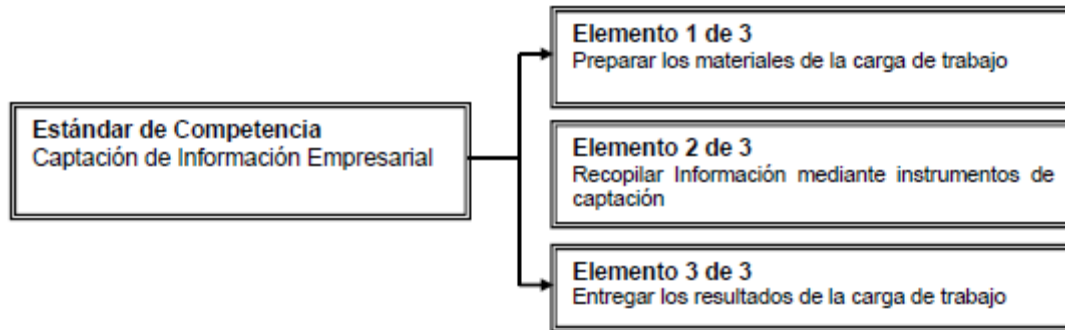 Elemento 1 de 3
Preparar los materiales de la carga de trabajo
Estándar de Competencia
Captación de Información Empresarial
Elemento 2 de 3
Recopilar Información mediante instrumentos de
captación
Elemento 3 de 3
Entregar los resultados de la carga de trabajo